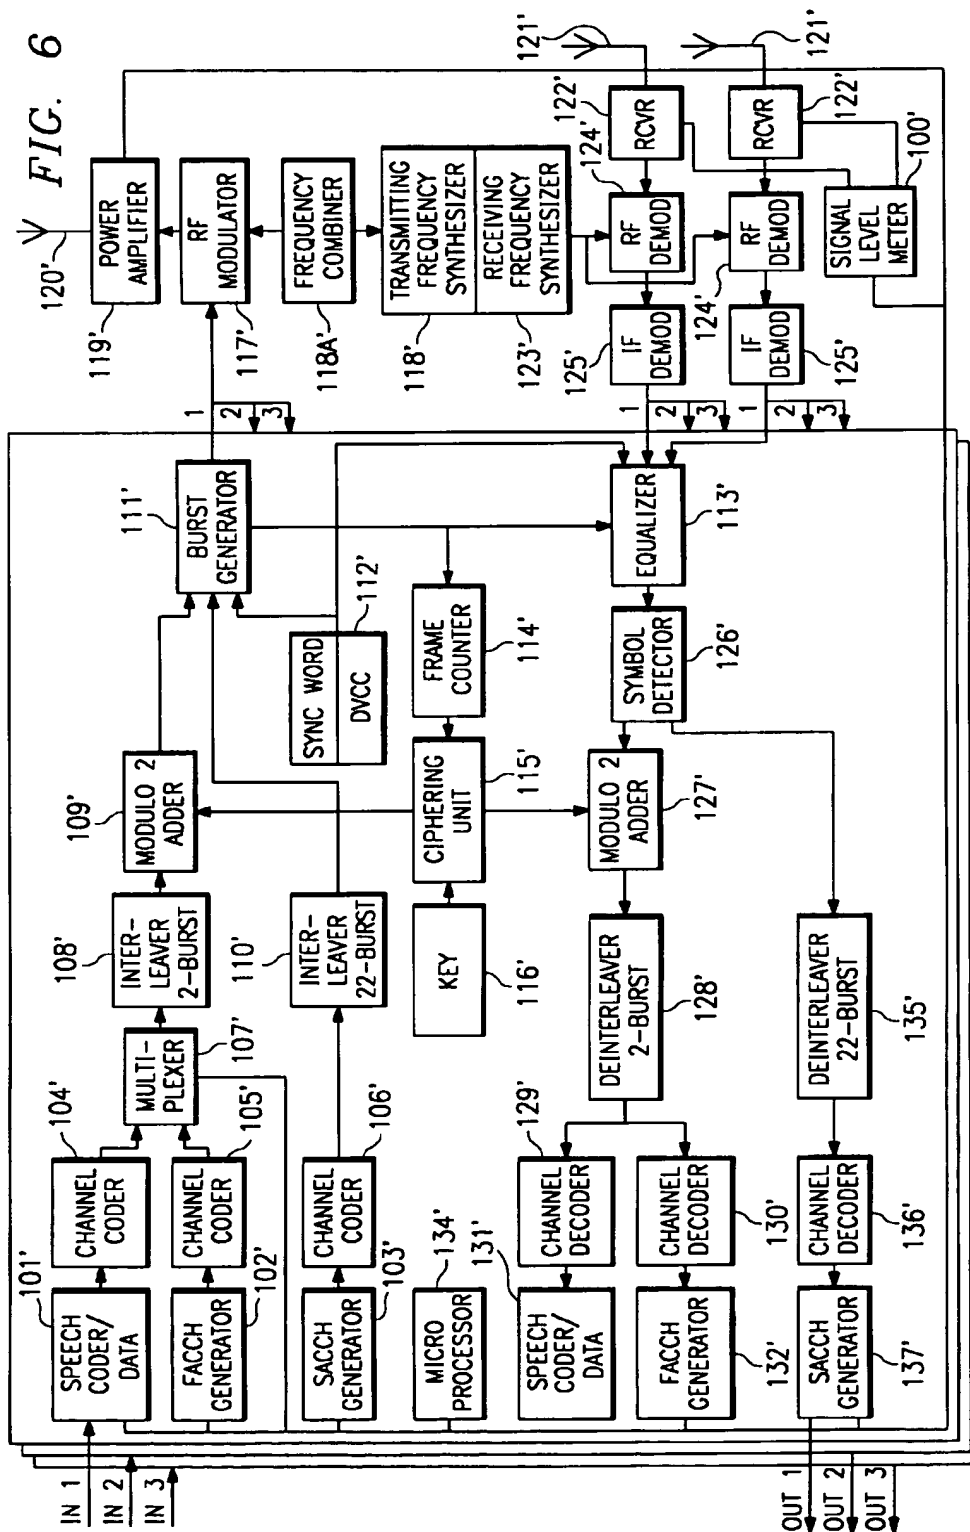 FIG. 6
IN 1
IN 2
IN 3
101'
SPEECH
CODER/
DATA
104'
CHANNEL
CODER
FACCH
GENERATOR
102'
CHANNEL
CODER
105'
MULTI-
PLEXER
107'
108'
INTER-
LEAVER
2-BURST
109'
MODULO 2
ADDER
111'
BURST
GENERATOR
1
2
3
119'
POWER
AMPLIFIER
120'
RF
MODULATOR
117'
FREQUENCY
COMBINER
118A'
TRANSMITTING
FREQUENCY
SYNTHESIZER
118'
RECEIVING
FREQUENCY
SYNTHESIZER
123'
SACCH
GENERATOR
103'
CHANNEL
CODER
106'
110'
INTER-
LEAVER
22-BURST
SYNC WORD
DVCC
112'
MICRO
PROCESSOR
134'
KEY
116'
CIPHERING
UNIT
115'
FRAME
COUNTER
114'
131'
SPEECH
CODER/
DATA
129'
CHANNEL
DECODER
FACCH
GENERATOR
132'
CHANNEL
DECODER
130'
DEINTERLEAVER
2-BURST
128'
MODULO 2
ADDER
127'
SYMBOL
DETECTOR
126'
EQUALIZER
113'
1
2
3
125'
IF
DEMOD
124'
RF
DEMOD
122'
RCVR
121'
1
2
3
IF
DEMOD
125'
RF
DEMOD
124'
RCVR
122'
121'
SIGNAL
LEVEL
METER
100'
SACCH
GENERATOR
137'
CHANNEL
DECODER
136'
DEINTERLEAVER
22-BURST
135'
OUT 1
OUT 2
OUT 3